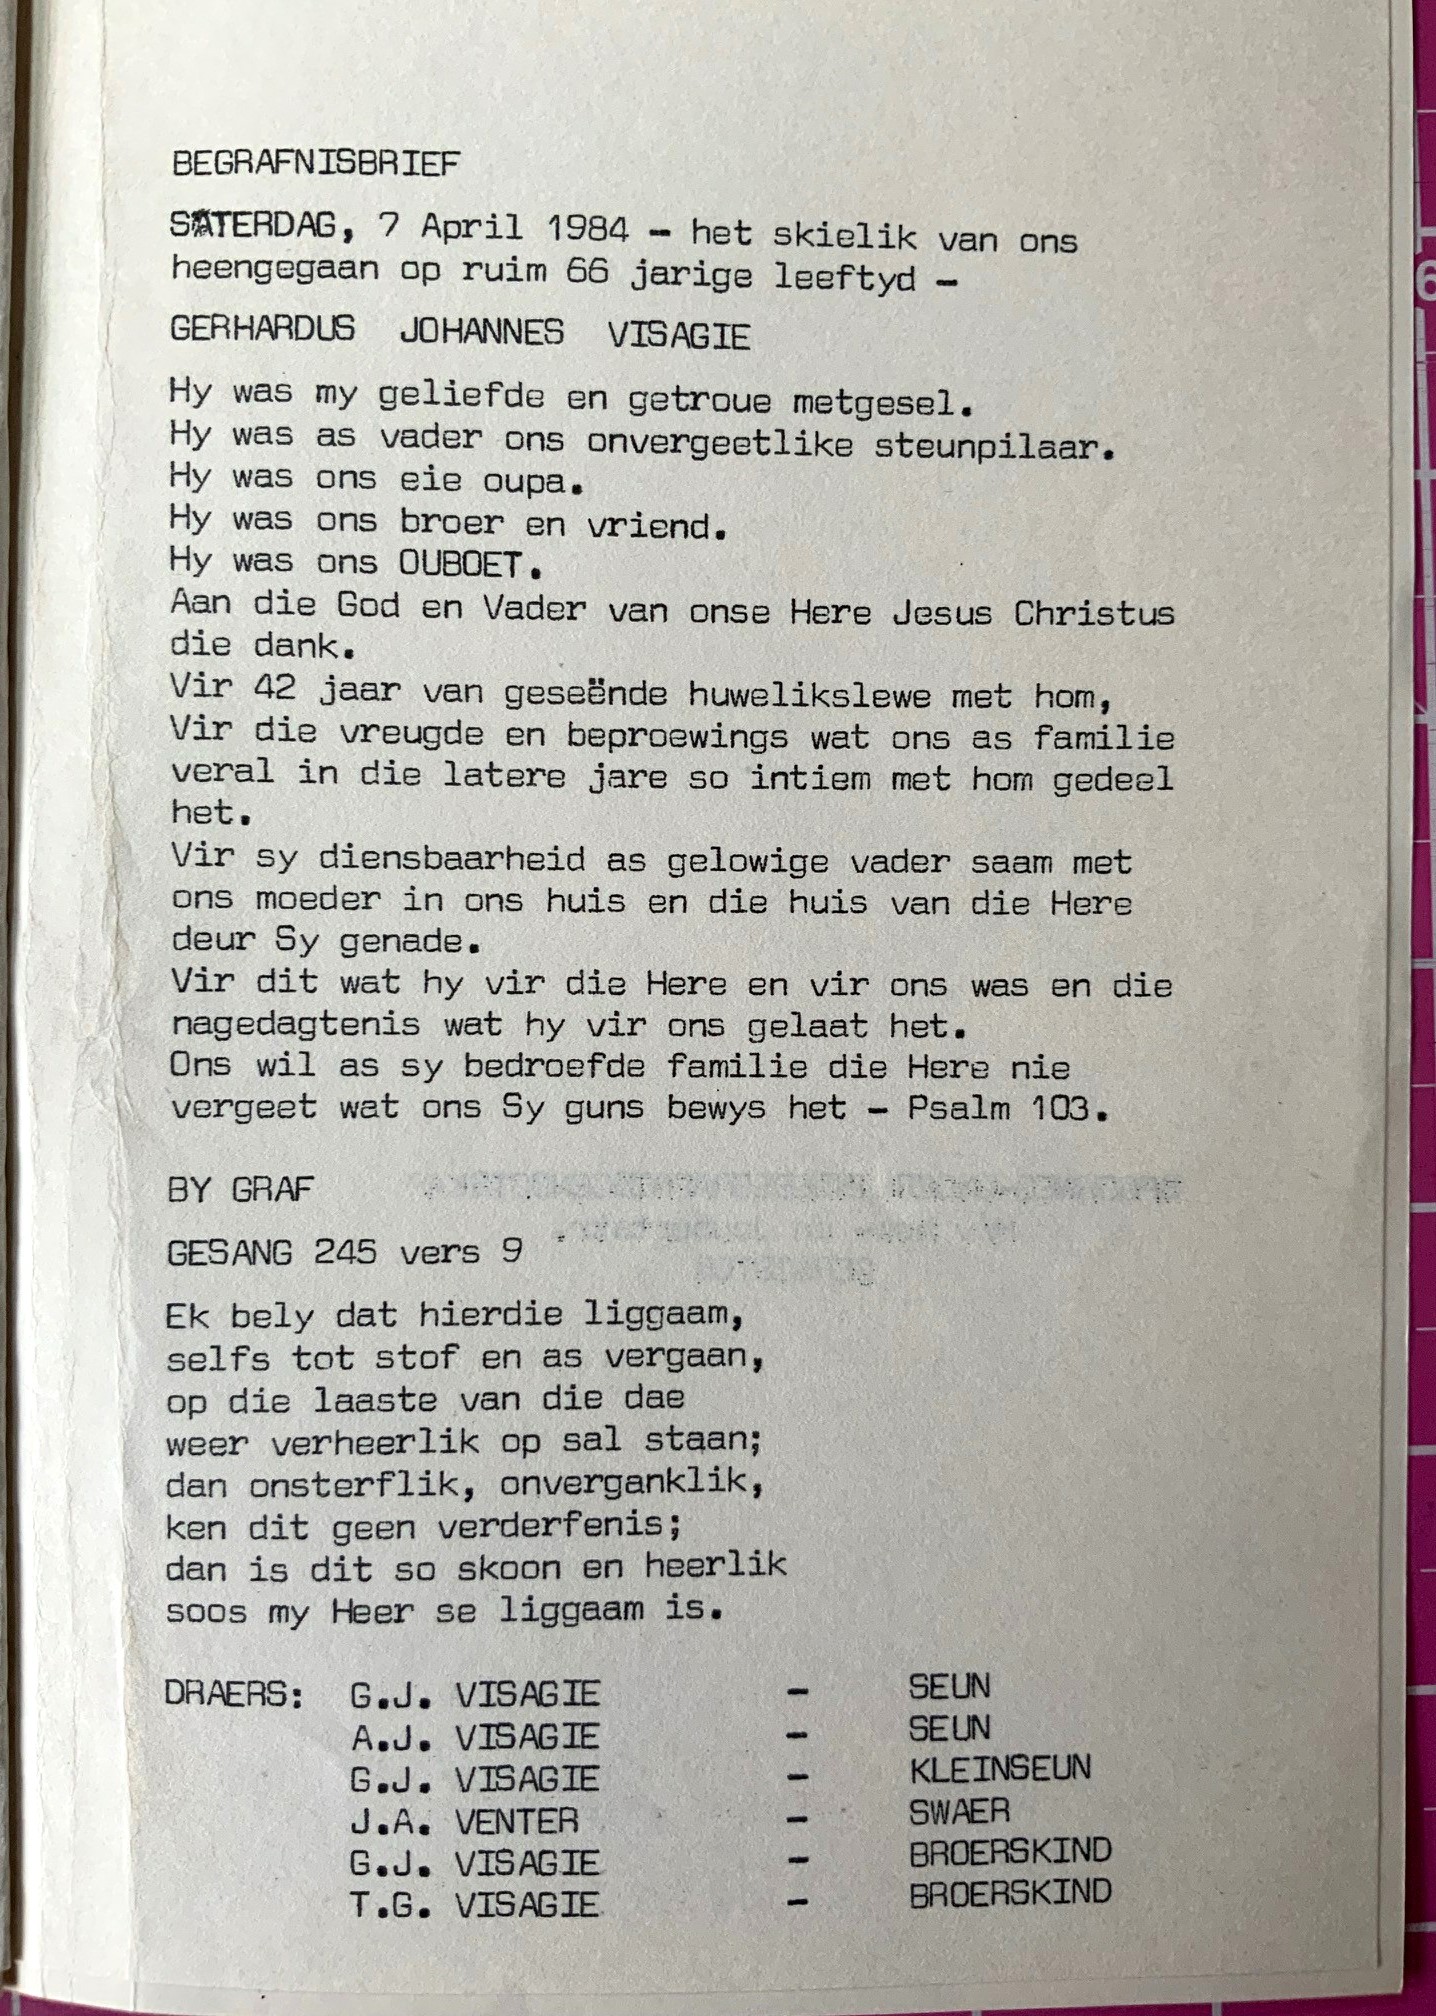 BEGRAFNISBRIEF
SATERDAG, 7 April 1984 – het skielik van ons
heengegaan op ruim 66 jarige leeftyd –
GERHARDUS JOHANNES VISAGIE
Hy was my geliefde en getroue metgesel.
Hy was as vader ons onvergeetlike steunpilaar.
Hy was ons eie oupa.
Hy was ons broer en vriend.
Hy was ons OUBOET.
Aan die God en Vader van onse Here Jesus Christus
die dank.
Vir 42 jaar van geseënde huwelikslewe met hom,
Vir die vreugde en beproewings wat ons as familie
veral in die latere jare so intiem met hom gedeel
het.
Vir sy diensbaarheid as gelowige vader saam met
ons moeder in ons huis en die huis van die Here
deur Sy genade.
Vir dit wat hy vir die Here en vir ons was en die
nagedagtenis wat hy vir ons gelaat het.
Ons wil as sy bedroefde familie die Here nie
vergeet wat ons Sy guns bewys het – Psalm 103.
BY GRAF
GESANG 245 vers 9
Ek bely dat hierdie liggaam,
selfs tot stof en as vergaan,
op die laaste van die dae
weer verheerlik op sal staan;
dan onsterflik, onverganklik,
ken dit geen verderfenis;
dan is dit so skoon en heerlik
soos my Heer se liggaam is.
DRAERS: G.J. VISAGIE – SEUN
A.J. VISAGIE – SEUN
G.J. VISAGIE – KLEINSEUN
J.A. VENTER – SWAER
G.J. VISAGIE – BROERSKIND
T.G. VISAGIE – BROERSKIND
6